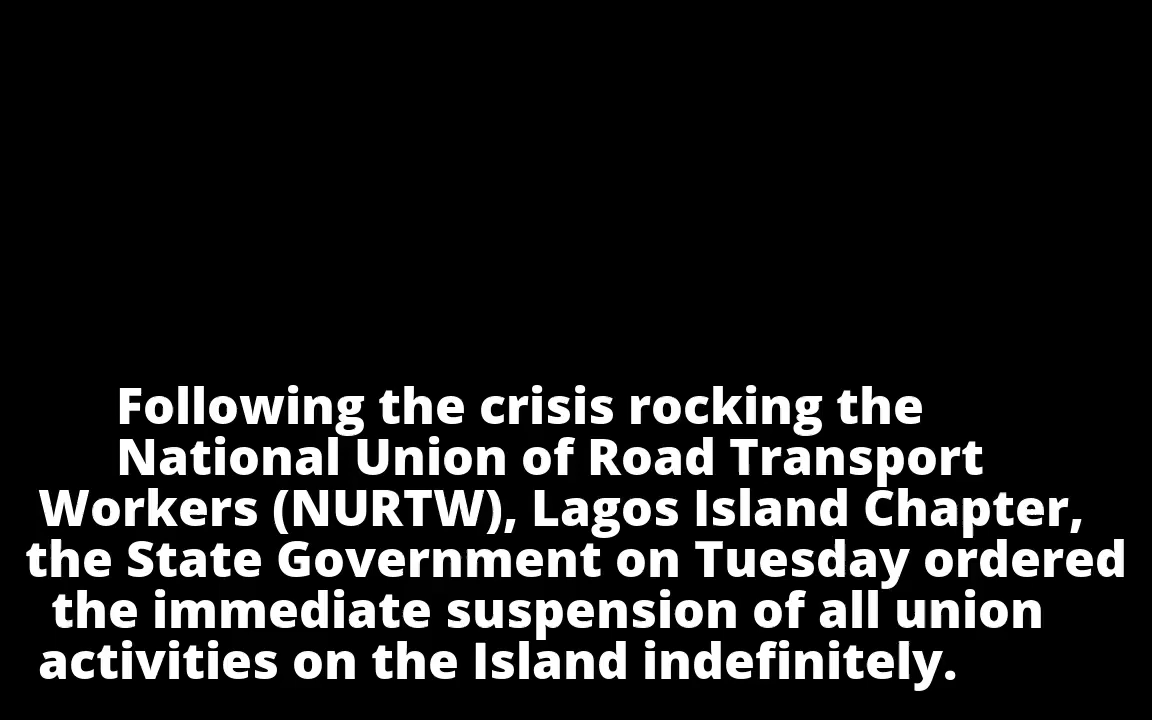 Following the crisis rocking the
National Union of Road Transport
Workers (NURTW), Lagos Island Chapter,
the State Government on Tuesday ordered
the immediate suspension of all union
activities on the Island indefinitely.